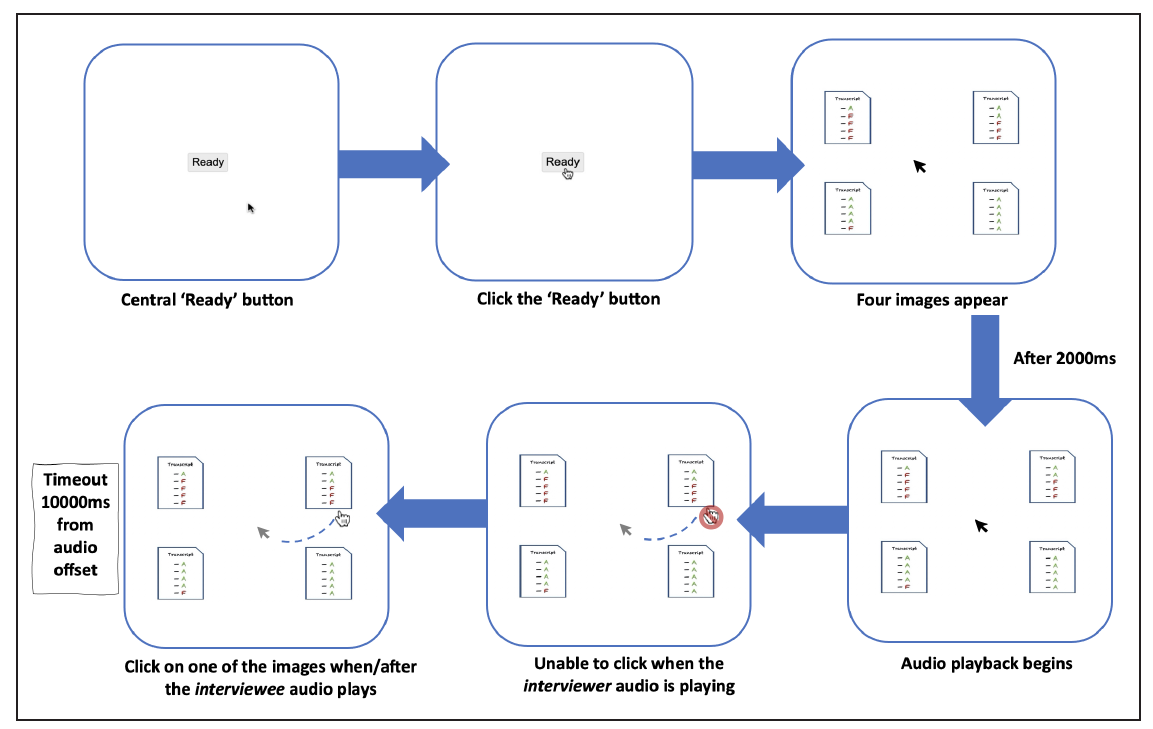 Ready
Central ‘Ready’ button
Ready
Click the ‘Ready’ button
Transcript
– A
– F
– F
– F
– F
Transcript
– A
– A
– F
– F
– F
Transcript
– A
– A
– A
– A
– F
Transcript
– A
– A
– A
– A
– A
Four images appear
After 2000ms
Transcript
– A
– F
– F
– F
– F
Transcript
– A
– A
– F
– F
– F
Transcript
– A
– A
– A
– A
– F
Transcript
– A
– A
– A
– A
– A
Audio playback begins
Transcript
– A
– F
– F
– F
– F
Transcript
– A
– A
– F
– F
– F
Transcript
– A
– A
– A
– A
– F
Transcript
– A
– A
– A
– A
– A
Unable to click when the
interviewer audio is playing
Transcript
– A
– F
– F
– F
– F
Transcript
– A
– A
– F
– F
– F
Transcript
– A
– A
– A
– A
– F
Transcript
– A
– A
– A
– A
– A
Click on one of the images when/after
the interviewee audio plays
Timeout
10000ms
from
audio
offset